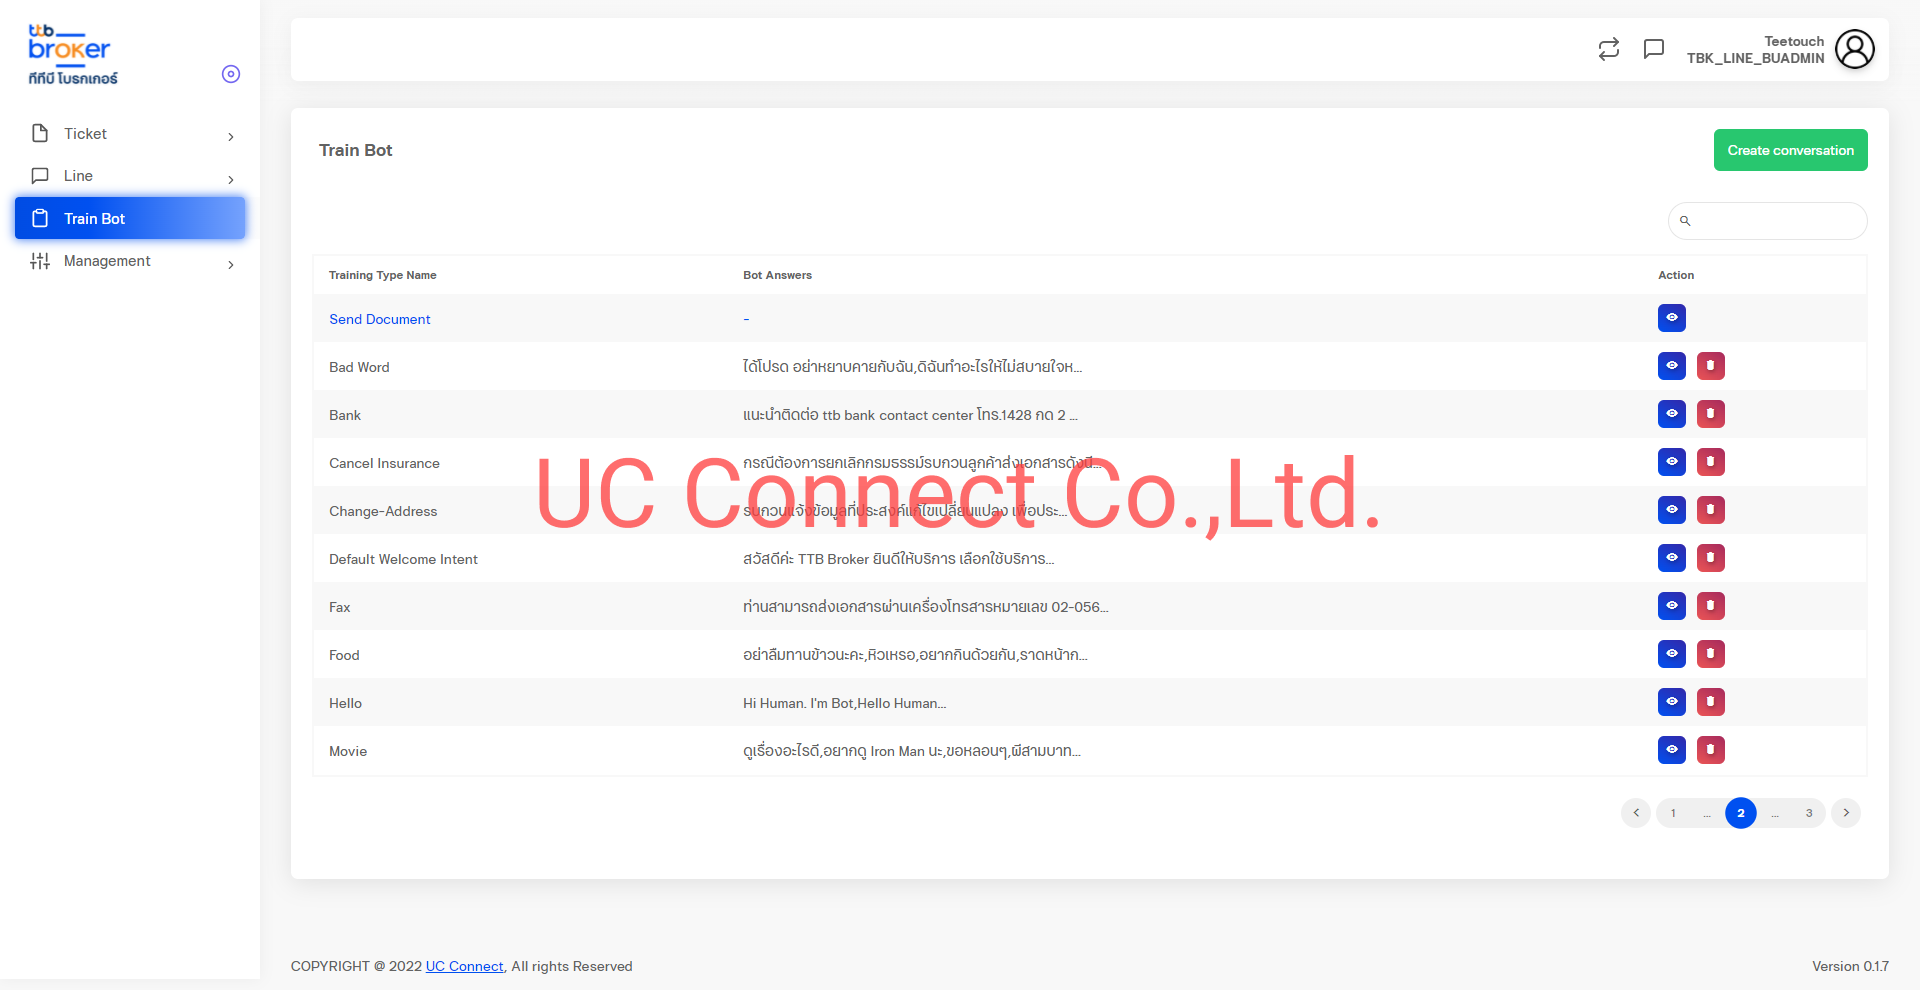 ttb
broker
ทีทีบี โบรกเกอร์
Ticket
Line
Train Bot
Management
Teetouch
TBK_LINE_BUADMIN
Train Bot
Create conversation
Training Type Name Bot Answers Action
Send Document -
Bad Word ได้โปรด อย่าหยาบคายกับฉัน,ดิฉันทำอะไรให้ไม่สบายใจห...
Bank แนะนำติดต่อ ttb bank contact center โทร.1428 กด 2 ...
Cancel Insurance กรณีต้องการยกเลิกกรมธรรม์รบกวนลูกค้าส่งเอกสารดังนี้...
Change-Address รบกวนแจ้งข้อมูลที่ประสงค์แก้ไขเปลี่ยนแปลง เพื่อประ...
Default Welcome Intent สวัสดีค่ะ TTB Broker ยินดีให้บริการ เลือกใช้บริการ...
Fax ท่านสามารถส่งเอกสารผ่านเครื่องโทรสารหมายเลข 02-056...
Food อย่าลืมทานข้าวนะคะ,หิวเหรอ,อยากกินด้วยกัน,ราดหน้าก...
Hello Hi Human. I'm Bot,Hello Human...
Movie ดูเรื่องอะไรดี,อยากดู Iron Man นะ,ขอหลอนๆ,ผีสามบาท...
UC Connect Co.,Ltd.
1 ... 2 ... 3
COPYRIGHT @ 2022 UC Connect, All rights Reserved
Version 0.1.7